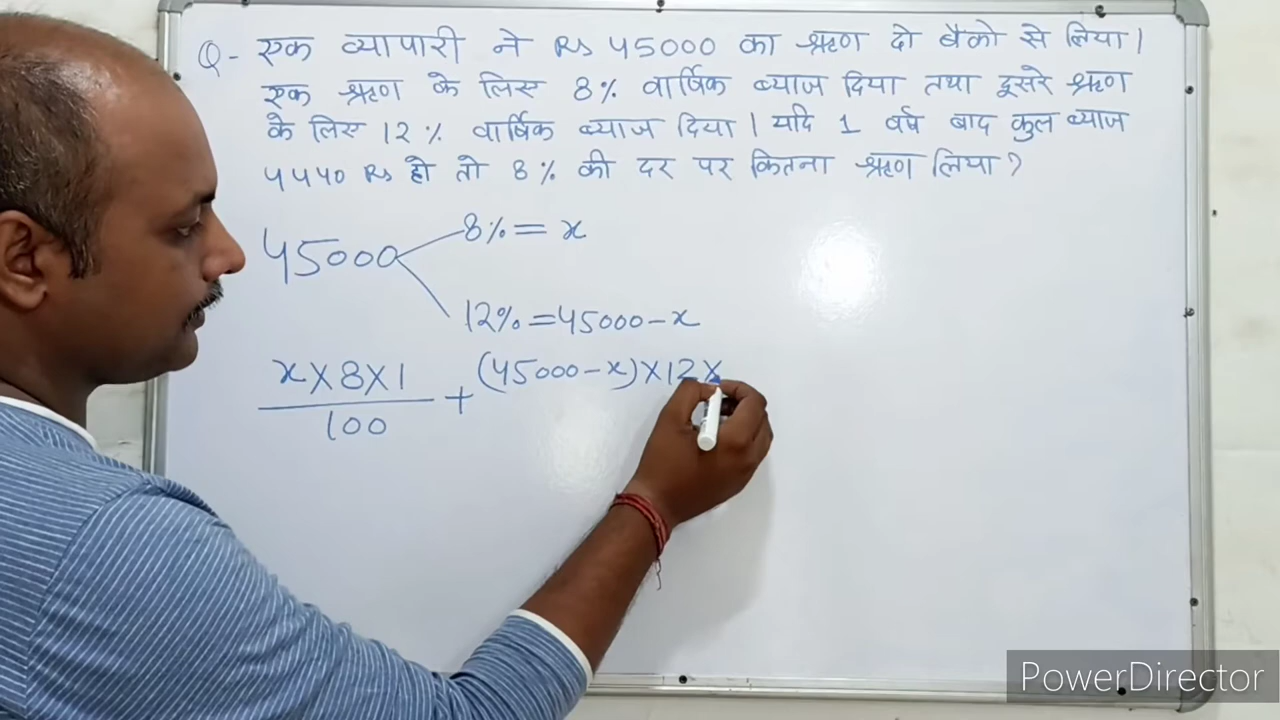 Q- एक व्यापारी ने Rs 45000 का ऋण दो बैंको से लिया।
एक ऋण के लिए 8% वार्षिक ब्याज दिया तथा दूसरे ऋण
के लिए 12% वार्षिक ब्याज दिया। यदि 1 वर्ष बाद कुल ब्याज
4440 Rs हो तो 8% की दर पर कितना ऋण लिया?
8% = x
45000
12% = 45000 - x
x×8×1 + (45000-x)×12×
100
PowerDirector